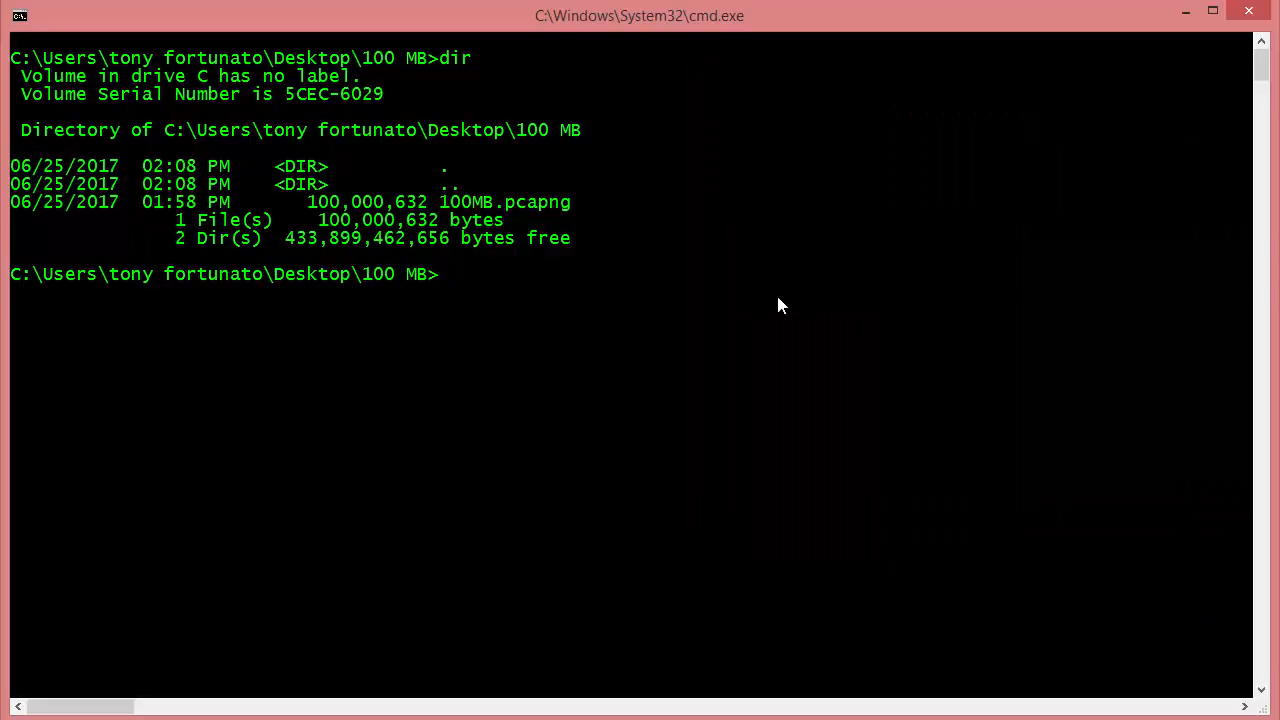 C:\Windows\System32\cmd.exe
C:\Users\tony fortunato\Desktop\100 MB>dir
Volume in drive C has no label.
Volume Serial Number is 5CEC-6029
Directory of C:\Users\tony fortunato\Desktop\100 MB
06/25/2017  02:08 PM    <DIR>          .
06/25/2017  02:08 PM    <DIR>          ..
06/25/2017  01:58 PM       100,000,632 100MB.pcapng
1 File(s)    100,000,632 bytes
2 Dir(s)  433,899,462,656 bytes free
C:\Users\tony fortunato\Desktop\100 MB>